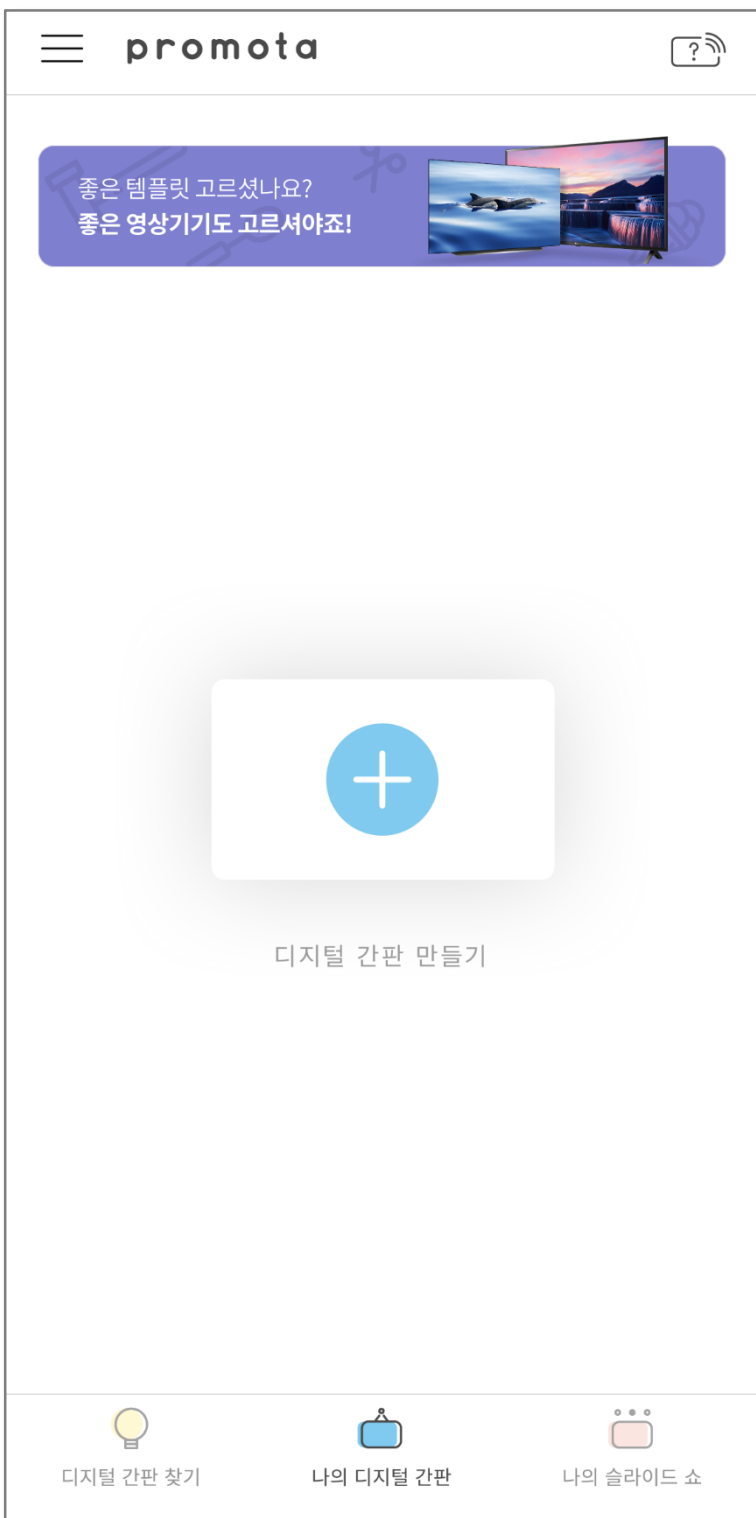 promota
?
좋은 템플릿 고르셨나요?
좋은 영상기기도 고르셔야죠!
디지털 간판 만들기
디지털 간판 찾기
나의 디지털 간판
나의 슬라이드 쇼